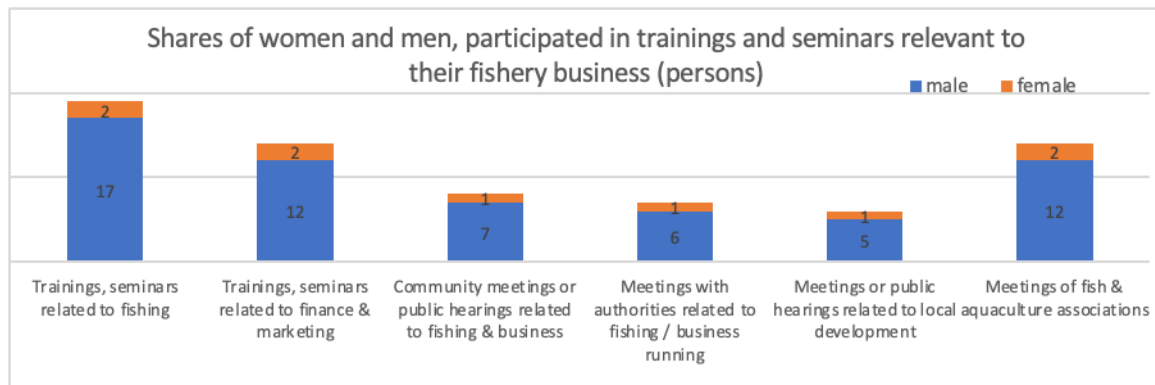 Shares of women and men, participated in trainings and seminars relevant to
their fishery business (persons)
male female
2
17
2
12
1
7
1
6
1
5
2
12
Trainings, seminars
related to fishing
Trainings, seminars
related to finance &
marketing
Community meetings or
public hearings related
to fishing & business
Meetings with
authorities related to
fishing / business
running
Meetings or public
hearings related to local
development
Meetings of fish &
aquaculture associations